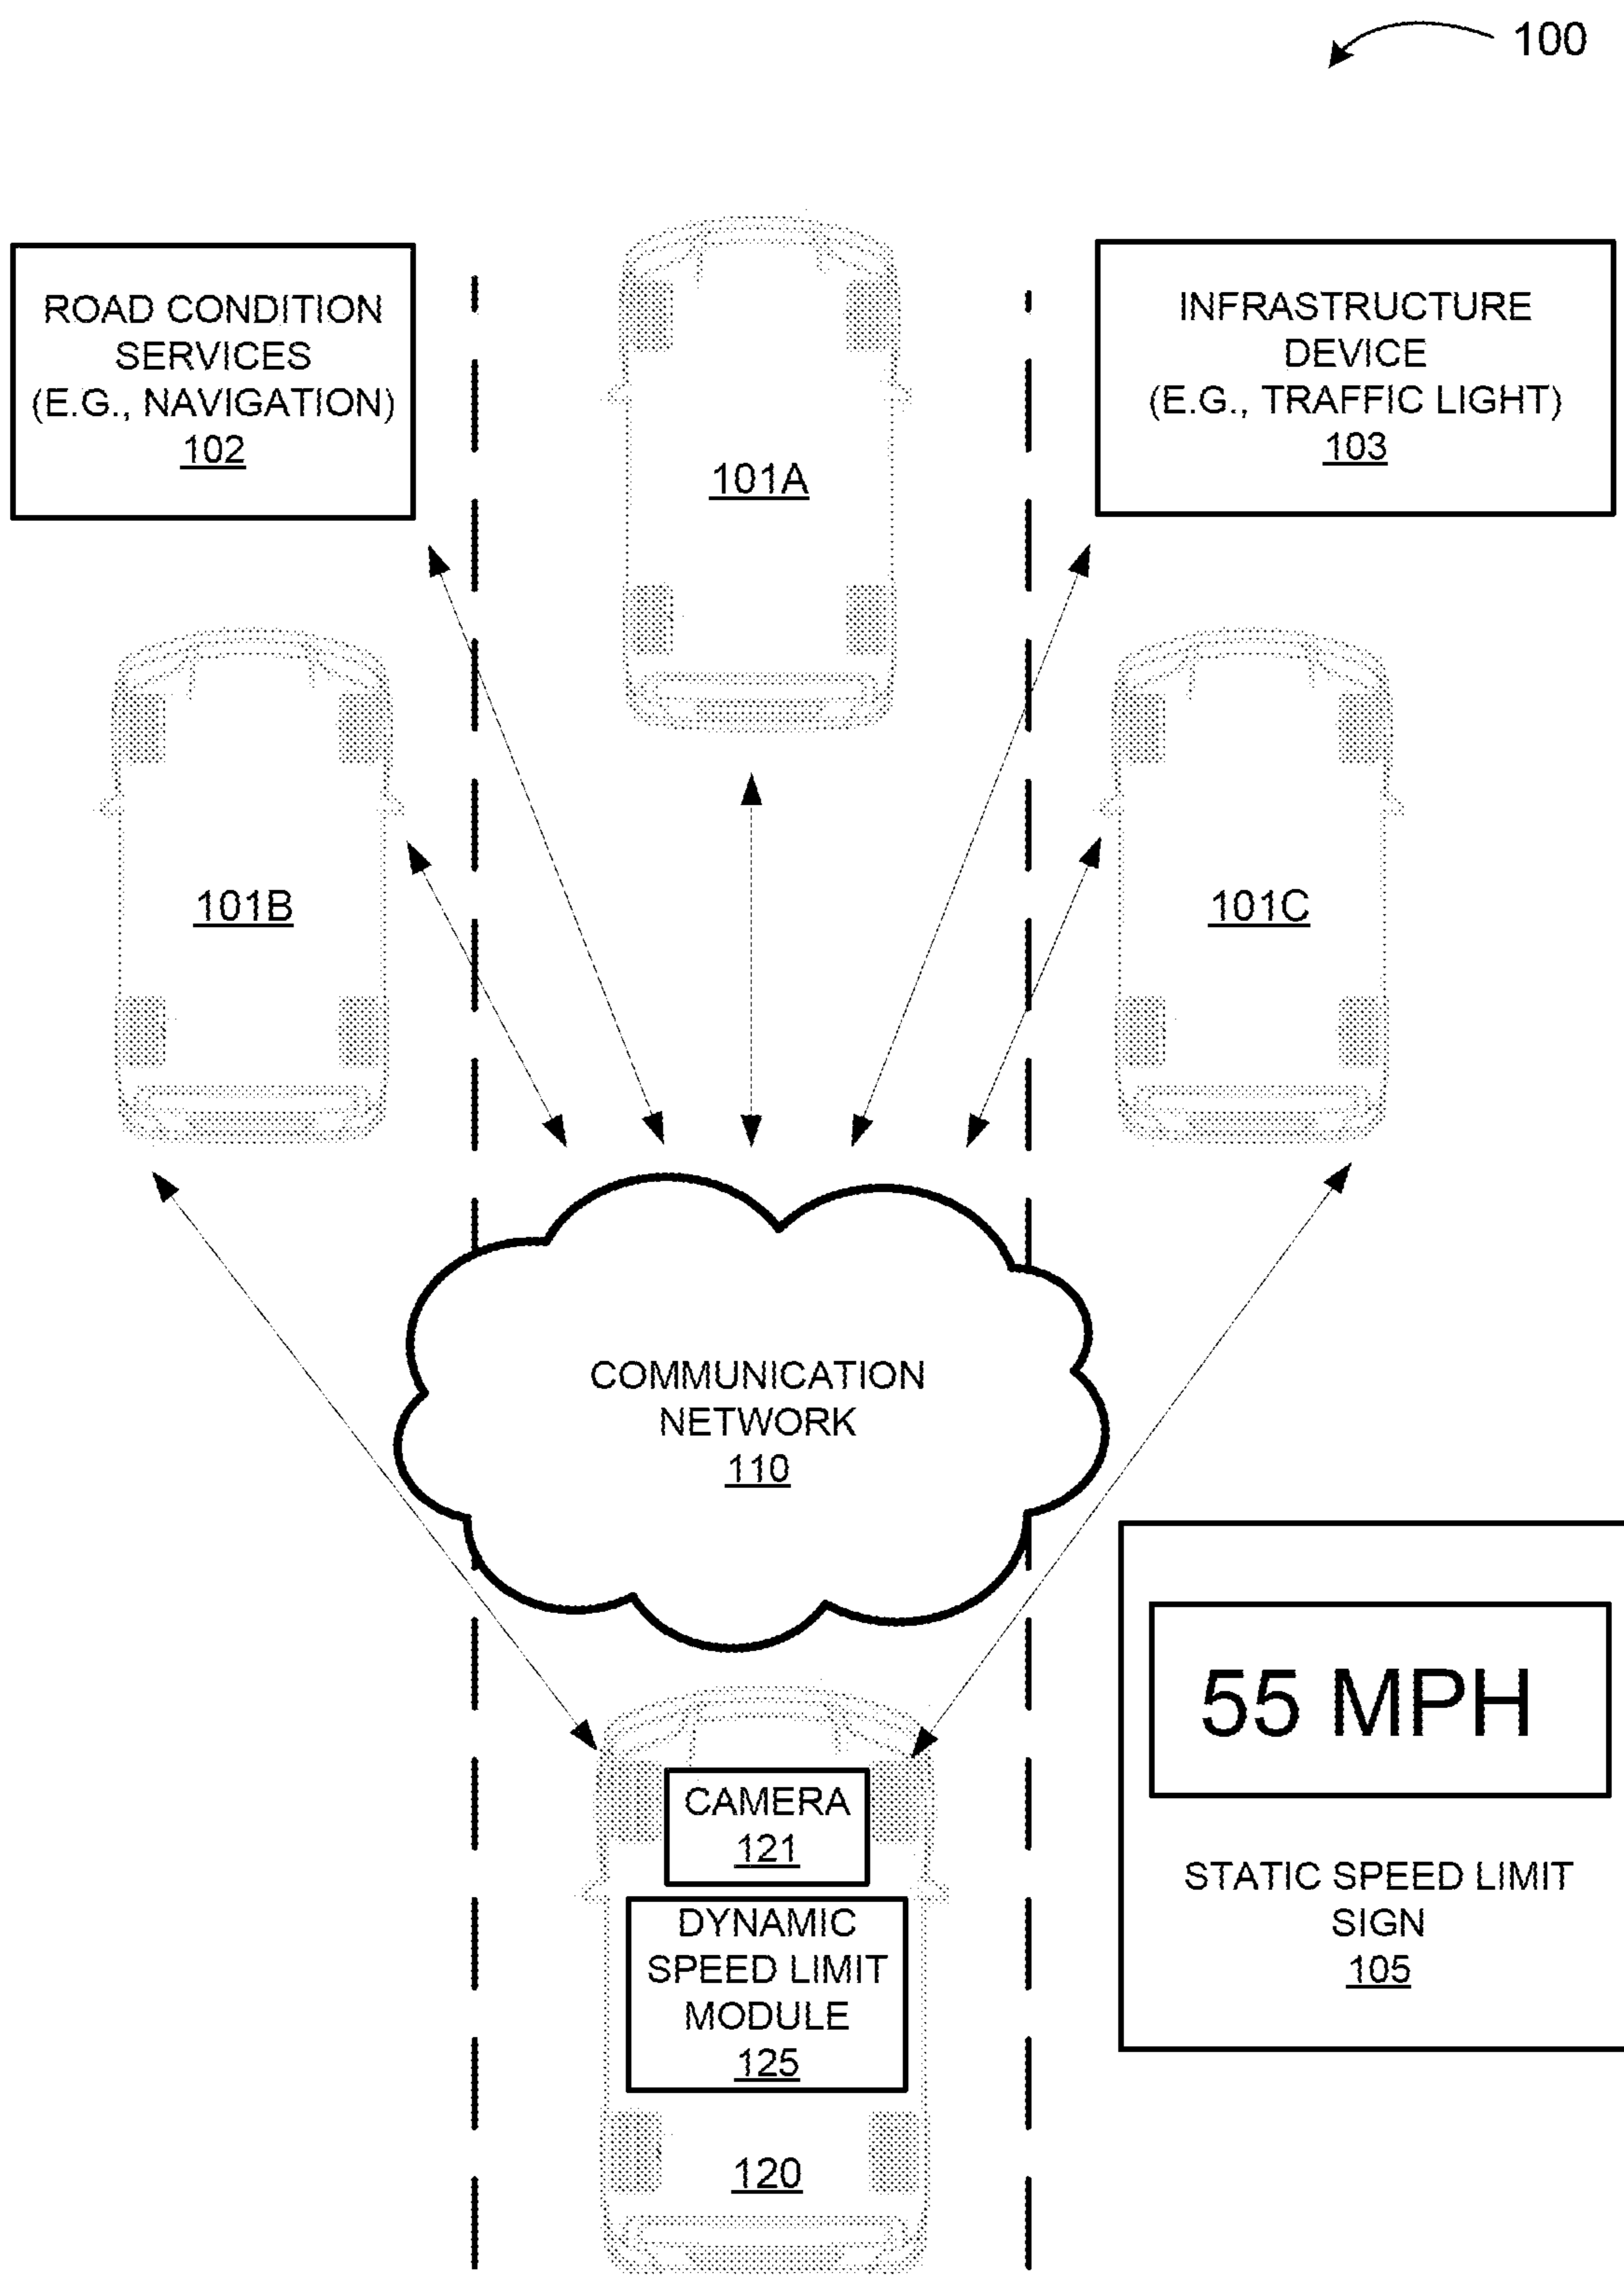 100
ROAD CONDITION
SERVICES
(E.G., NAVIGATION)
102
INFRASTRUCTURE
DEVICE
(E.G., TRAFFIC LIGHT)
103
101A
101B
101C
COMMUNICATION
NETWORK
110
55 MPH
STATIC SPEED LIMIT
SIGN
105
CAMERA
121
DYNAMIC
SPEED LIMIT
MODULE
125
120